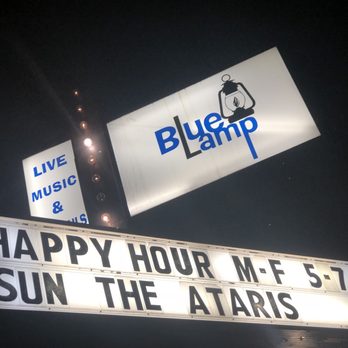 Blue
Lamp
LIVE
MUSIC
&
HAPPY HOUR M-F 5-7
SUN THE ATARIS